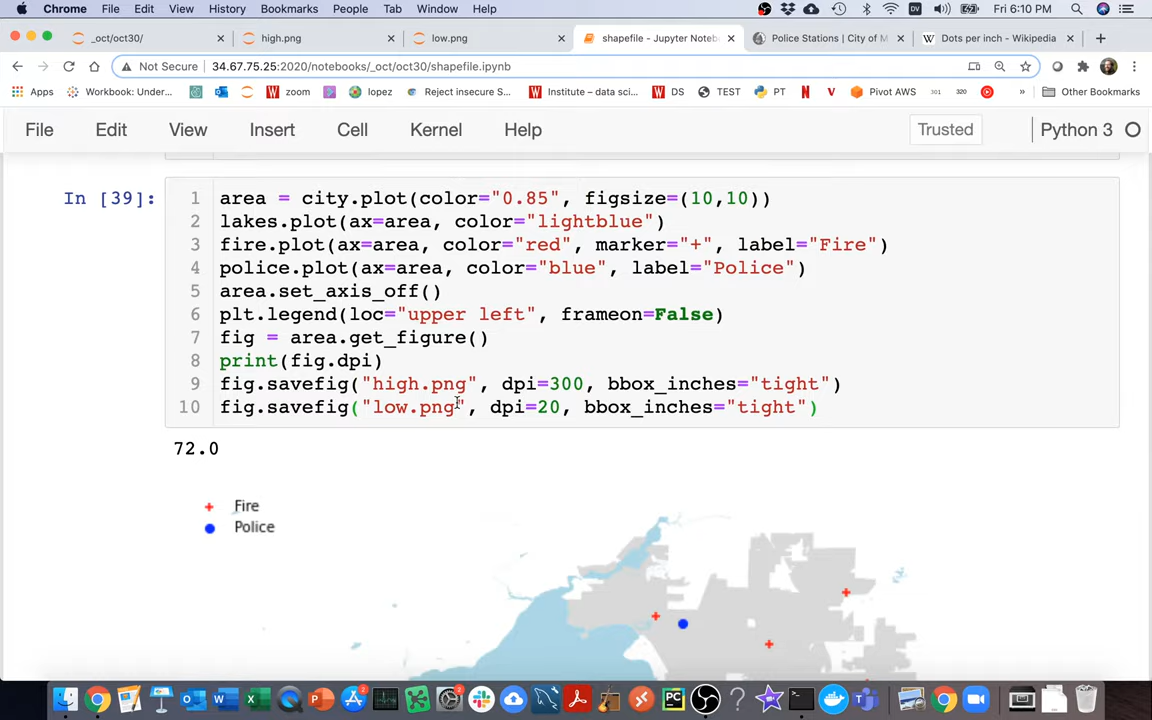 Chrome File Edit View History Bookmarks People Tab Window Help Fri 6:10 PM
_oct/oct30/ high.png low.png shapefile - Jupyter Noteb Police Stations | City of M Dots per inch - Wikipedia
Not Secure 34.67.75.25:2020/notebooks/_oct/oct30/shapefile.ipynb
Apps Workbook: Under... zoom lopez Reject insecure S... Institute – data sci... DS TEST PT Pivot AWS 301 320 » Other Bookmarks
File Edit View Insert Cell Kernel Help Trusted Python 3
In [39]:
1 area = city.plot(color="0.85", figsize=(10,10))
2 lakes.plot(ax=area, color="lightblue")
3 fire.plot(ax=area, color="red", marker="+", label="Fire")
4 police.plot(ax=area, color="blue", label="Police")
5 area.set_axis_off()
6 plt.legend(loc="upper left", frameon=False)
7 fig = area.get_figure()
8 print(fig.dpi)
9 fig.savefig("high.png", dpi=300, bbox_inches="tight")
10 fig.savefig("low.png", dpi=20, bbox_inches="tight")
72.0
Fire
Police